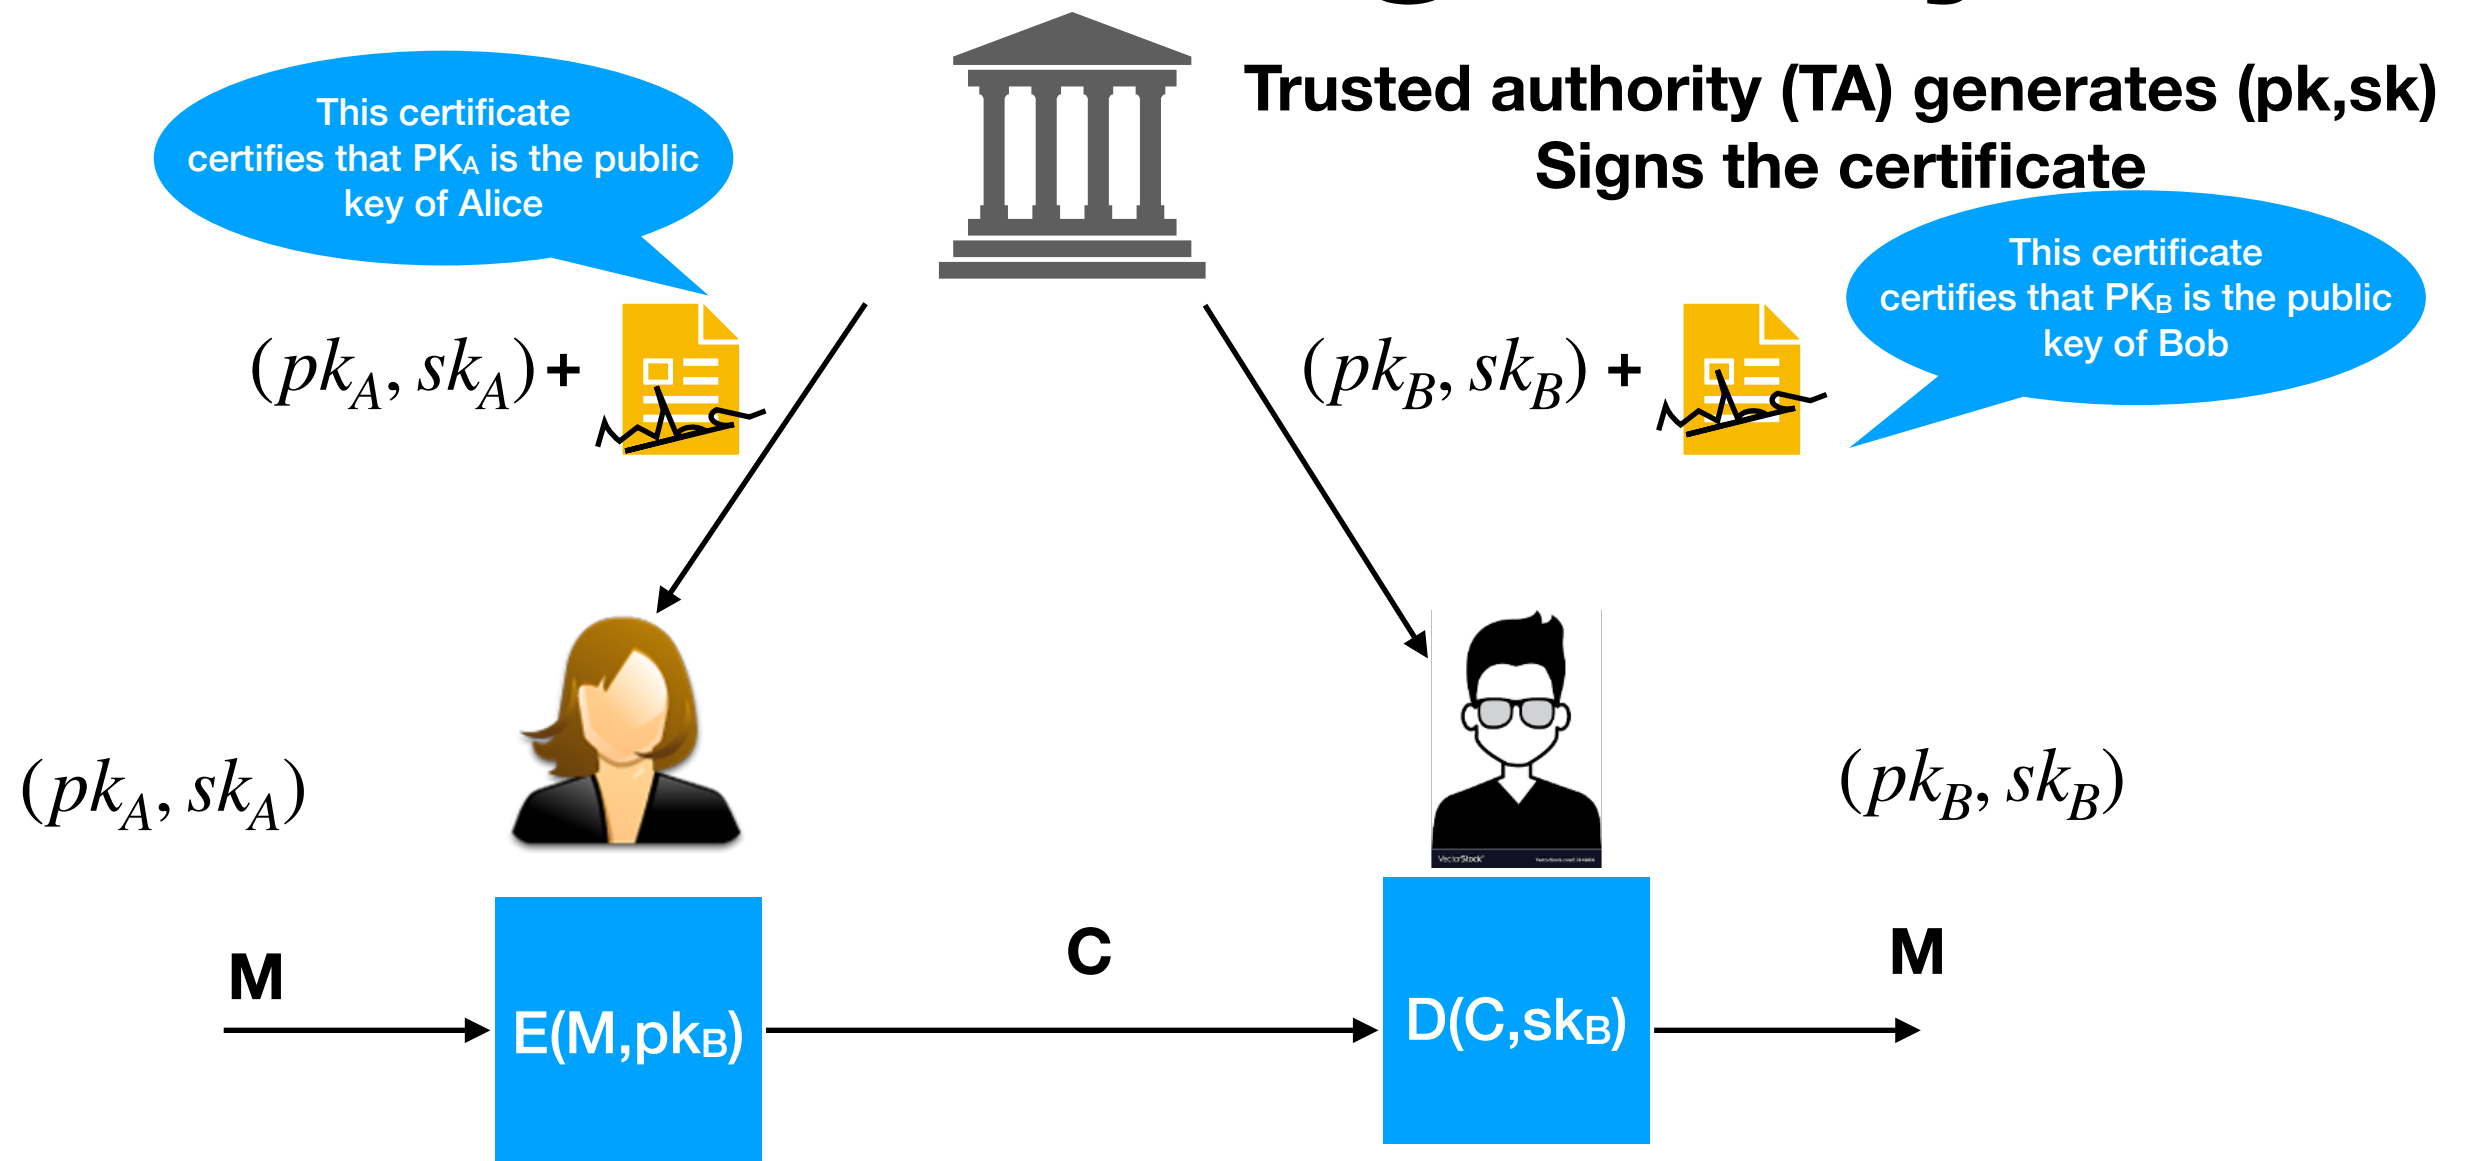 Trusted authority (TA) generates (pk,sk)
Signs the certificate
This certificate
certifies that PKA is the public
key of Alice
This certificate
certifies that PKB is the public
key of Bob
(pkA, skA) +
(pkB, skB) +
(pkA, skA)
(pkB, skB)
VectorStock
M
E(M,pkB)
C
D(C,skB)
M